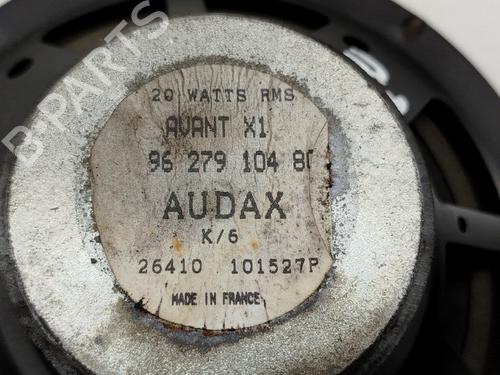 20 WATTS RMS
AVANT X1
96 279 104 80
AUDAX
K/6
26410 101527P
MADE IN FRANCE
B-PARTS